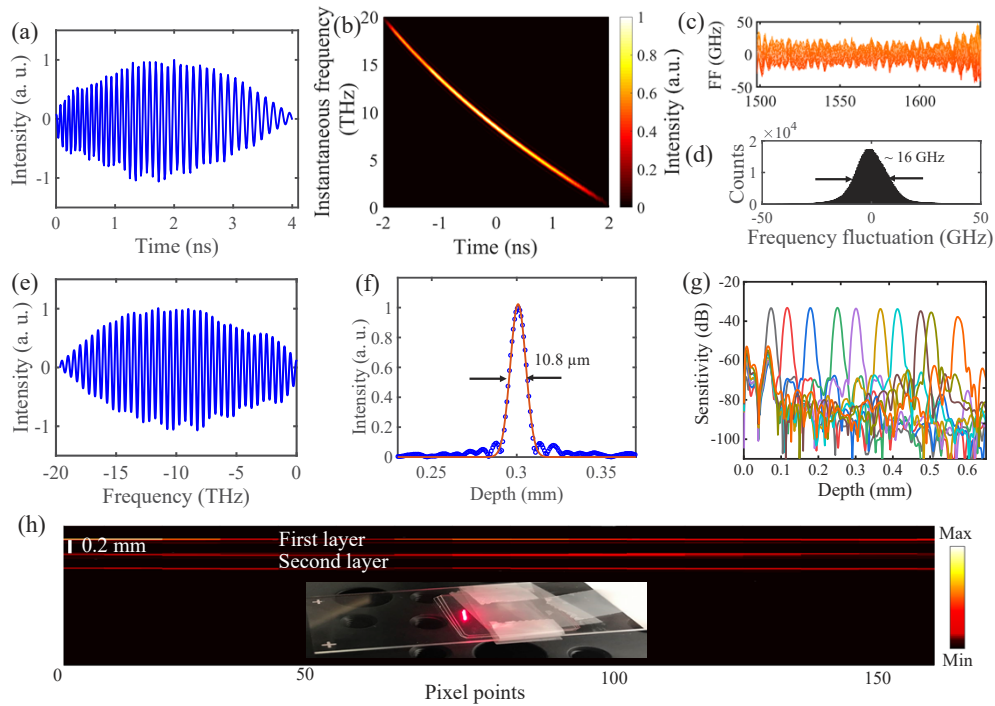 (a)
Intensity (a. u.)
1
0
-1
0 1 2 3 4
Time (ns)
(b)
Instantaneous frequency
(THz)
20
15
10
5
0
-2 -1 0 1 2
Time (ns)
1
0.8
0.6
0.4
0.2
0
Intensity (a.u.)
(c)
FF (GHz)
50
0
-50
1500 1550 1600
(d)
×10⁴
Counts
2
1
0
~ 16 GHz
-50 0 50
Frequency fluctuation (GHz)
(e)
Intensity (a. u.)
1
0
-1
-20 -10 0
Frequency (THz)
(f)
Intensity (a. u.)
1
0.8
0.6
0.4
0.2
0
10.8 µm
0.25 0.3 0.35
Depth (mm)
(g)
Sensitivity (dB)
-20
-40
-60
-80
-100
0.0 0.1 0.2 0.3 0.4 0.5 0.6
Depth (mm)
(h)
0.2 mm
First layer
Second layer
Max
Min
0 50 100 150
Pixel points